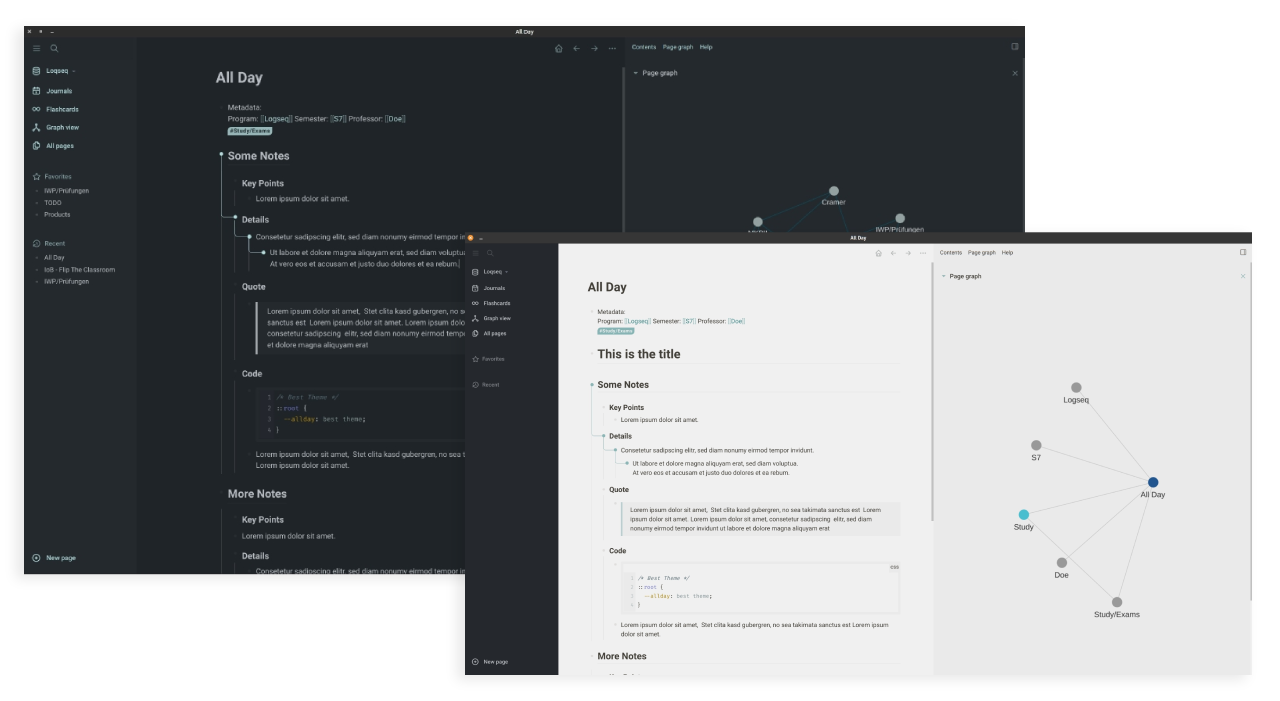 All Day
Loqseq
Journals
Flashcards
Graph view
All pages
Favorites
IWP/Prüfungen
TODO
Products
Recent
All Day
IoB - Flip The Classroom
IWP/Prüfungen
New page
All Day
Metadata:
Program: [[Logseq]] Semester: [[S7]] Professor: [[Doe]]
#Study/Exams
Some Notes
Key Points
Lorem ipsum dolor sit amet.
Details
Consetetur sadipscing elitr, sed diam nonumy eirmod tempor in
Ut labore et dolore magna aliquyam erat, sed diam voluptua
At vero eos et accusam et justo duo dolores et ea rebum.
Quote
Lorem ipsum dolor sit amet, Stet clita kasd gubergren, no s
sanctus est Lorem ipsum dolor sit amet. Lorem ipsum dolo
consetetur sadipscing elitr, sed diam nonumy eirmod tempo
et dolore magna aliquyam erat
Code
1 /* Best Theme */
2 ::root {
3 --allday: best theme;
4 }
Lorem ipsum dolor sit amet, Stet clita kasd gubergren, no sea t
Lorem ipsum dolor sit amet.
More Notes
Key Points
Lorem ipsum dolor sit amet.
Details
Consetetur sadipscing elitr, sed diam nonumy eirmod tempor in
Contents Page graph Help
Page graph
Cramer
IWP/Prüfungen
All Day
Loqseq
Journals
Flashcards
Graph view
All pages
Favorites
Recent
New page
All Day
Metadata:
Program: [[Logseq]] Semester: [[S7]] Professor: [[Doe]]
#Study/Exams
This is the title
Some Notes
Key Points
Lorem ipsum dolor sit amet.
Details
Consetetur sadipscing elitr, sed diam nonumy eirmod tempor invidunt.
Ut labore et dolore magna aliquyam erat, sed diam voluptua.
At vero eos et accusam et justo duo dolores et ea rebum.
Quote
Lorem ipsum dolor sit amet, Stet clita kasd gubergren, no sea takimata sanctus est Lorem
ipsum dolor sit amet. Lorem ipsum dolor sit amet, consetetur sadipscing elitr, sed diam
nonumy eirmod tempor invidunt ut labore et dolore magna aliquyam erat
Code
css
1 /* Best Theme */
2 ::root {
3 --allday: best theme;
4 }
Lorem ipsum dolor sit amet, Stet clita kasd gubergren, no sea takimata sanctus est Lorem ipsum
dolor sit amet.
More Notes
Contents Page graph Help
Page graph
Logseq
S7
All Day
Study
Doe
Study/Exams